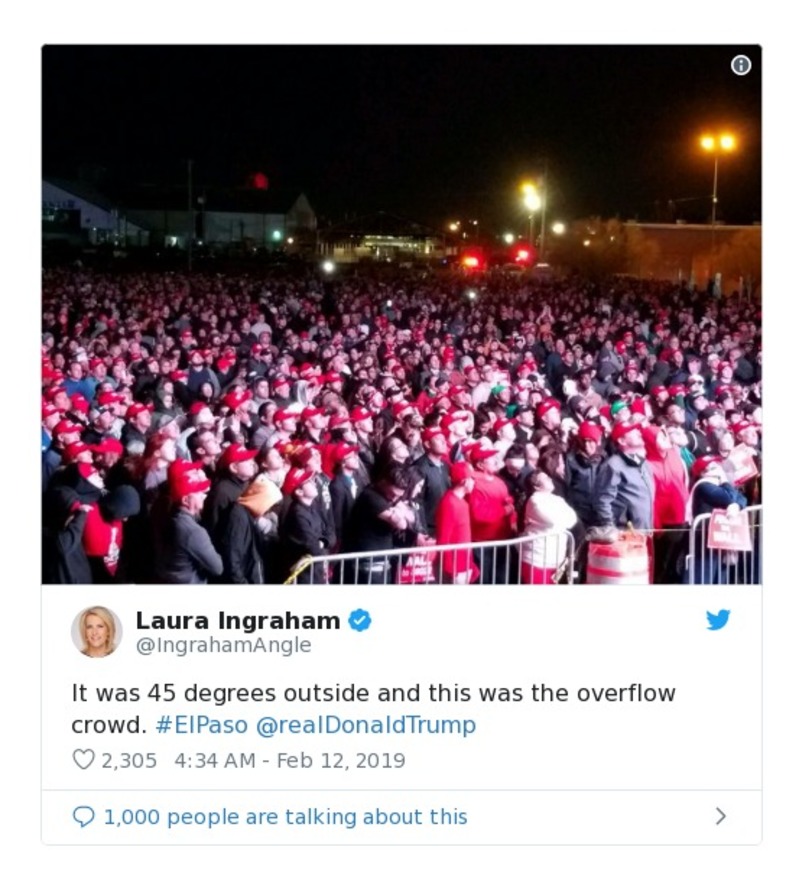 Laura Ingraham
@IngrahamAngle
It was 45 degrees outside and this was the overflow
crowd. #ElPaso @realDonaldTrump
2,305 4:34 AM - Feb 12, 2019
1,000 people are talking about this